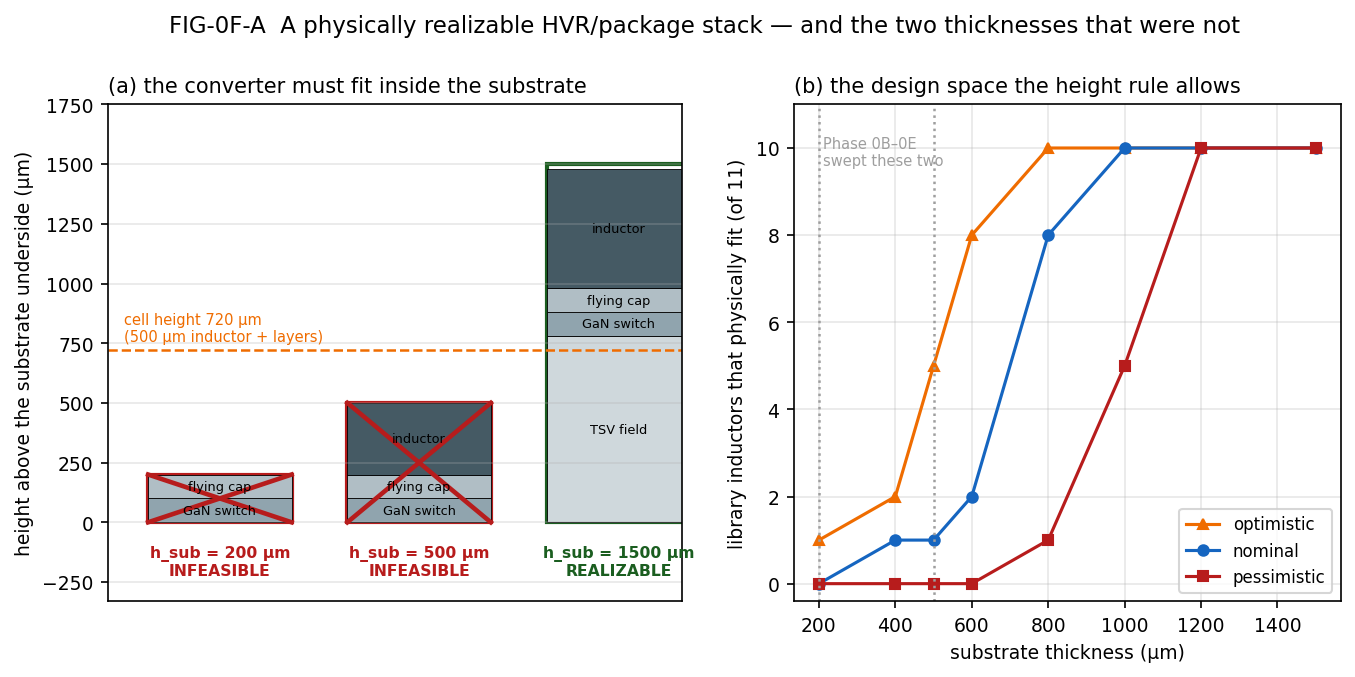 FIG-0F-A  A physically realizable HVR/package stack — and the two thicknesses that were not
(a) the converter must fit inside the substrate
height above the substrate underside (µm)
1750
1500
1250
1000
750
500
250
0
−250
cell height 720 µm
(500 µm inductor + layers)
flying cap
GaN switch
h_sub = 200 µm
INFEASIBLE
inductor
flying cap
GaN switch
h_sub = 500 µm
INFEASIBLE
inductor
flying cap
GaN switch
TSV field
h_sub = 1500 µm
REALIZABLE
(b) the design space the height rule allows
library inductors that physically fit (of 11)
10
8
6
4
2
0
Phase 0B–0E
swept these two
optimistic
nominal
pessimistic
200
400
600
800
1000
1200
1400
substrate thickness (µm)